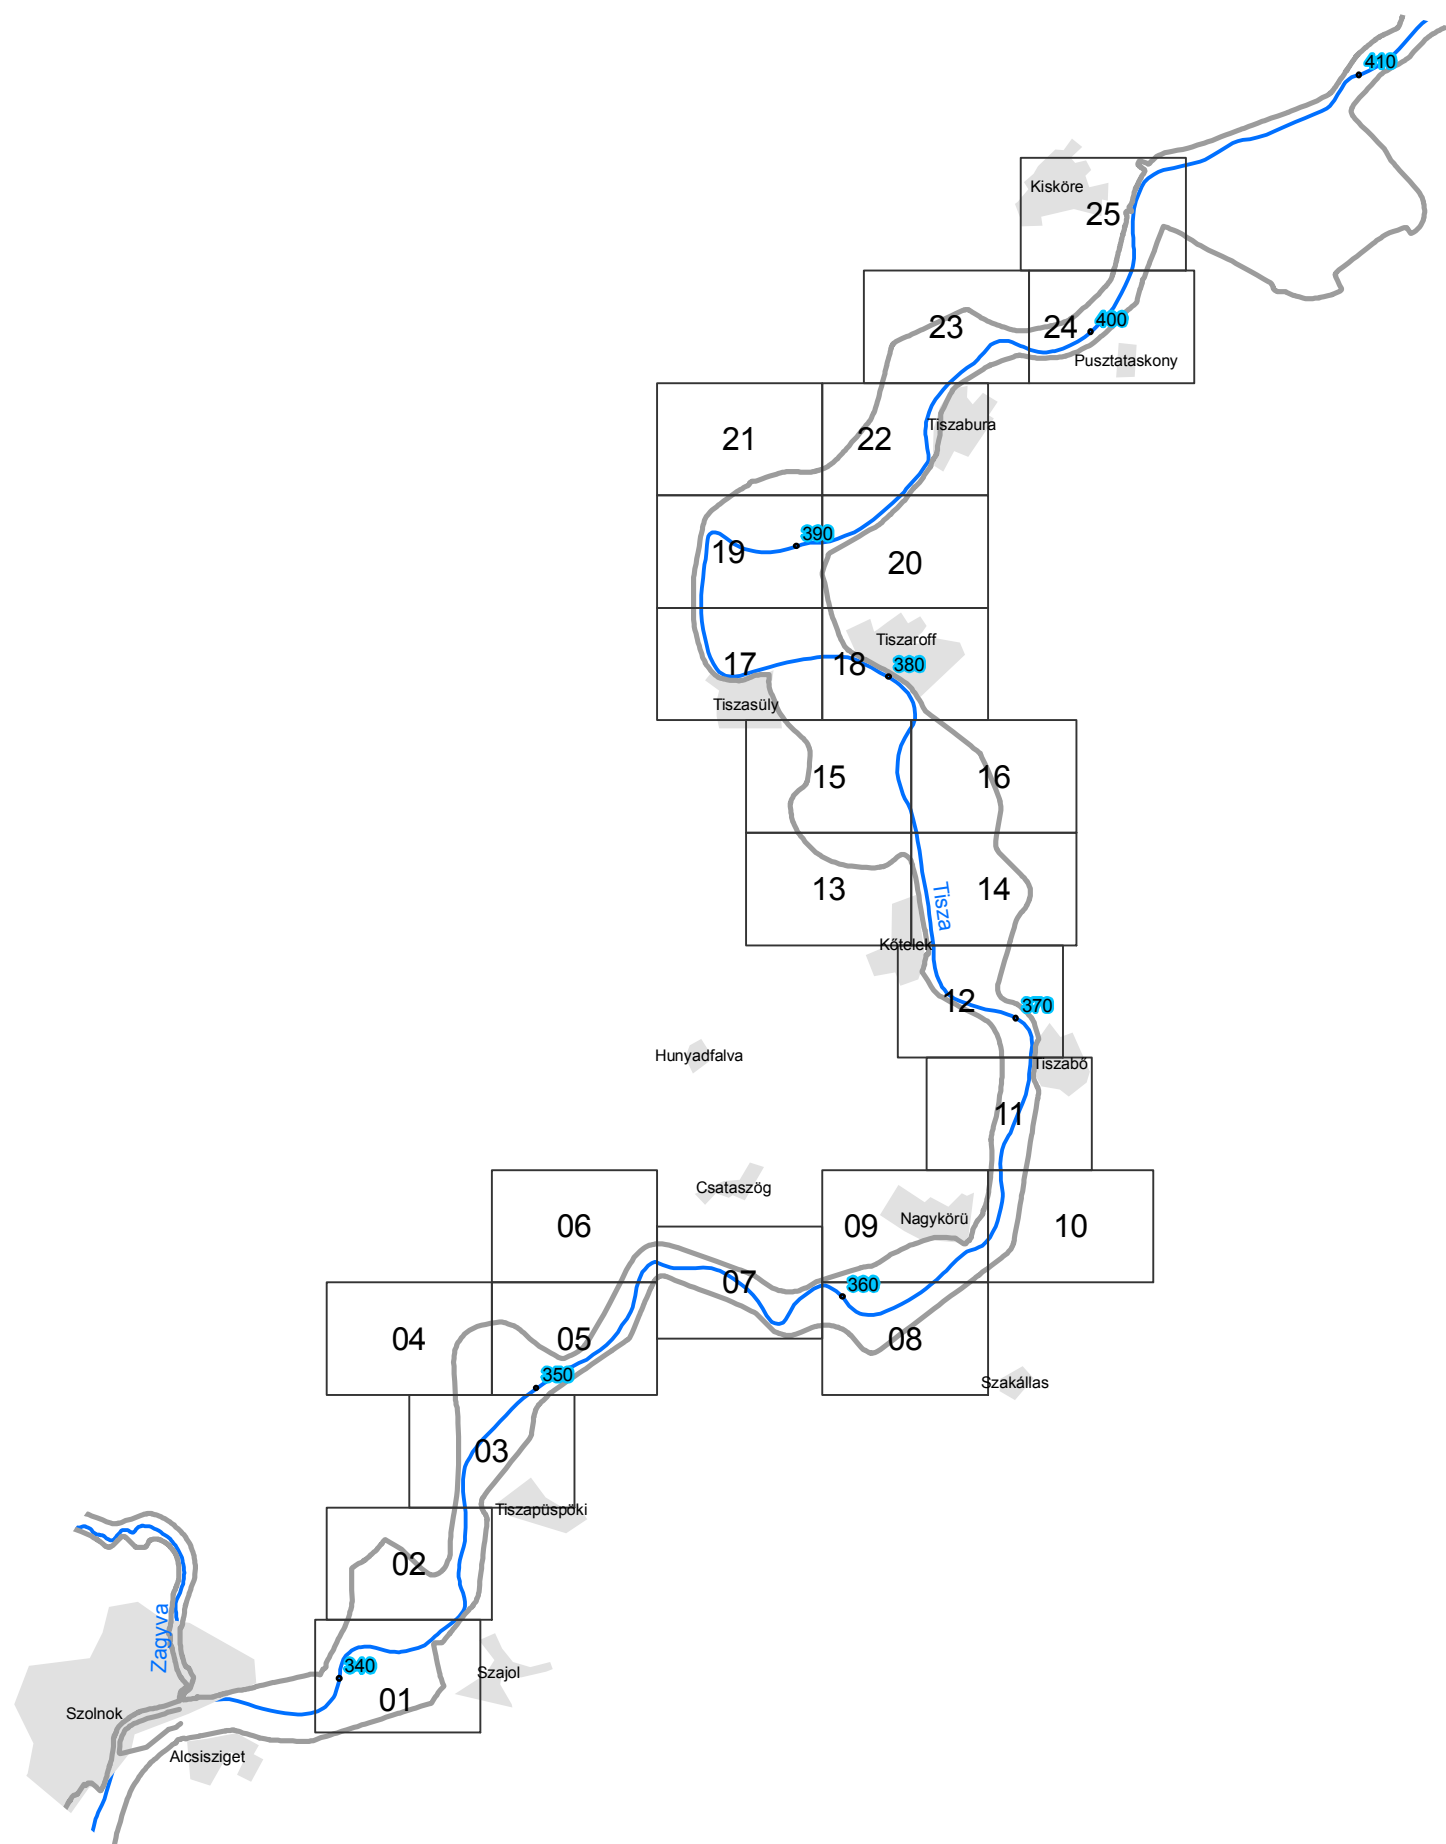 410
Kisköre
25
23
24
400
Pusztataskony
21
22
Tiszabura
390
19
20
Tiszaroff
17
18
380
Tiszasüly
15
16
13
14
Tisza
Kőtelek
12
370
Hunyadfalva
Tiszabő
11
Csataszög
06
09
Nagykörü
10
07
360
04
05
08
350
Szakállas
03
Tiszapüspöki
02
Zagyva
340
Szajol
01
Szolnok
Alcsisziget